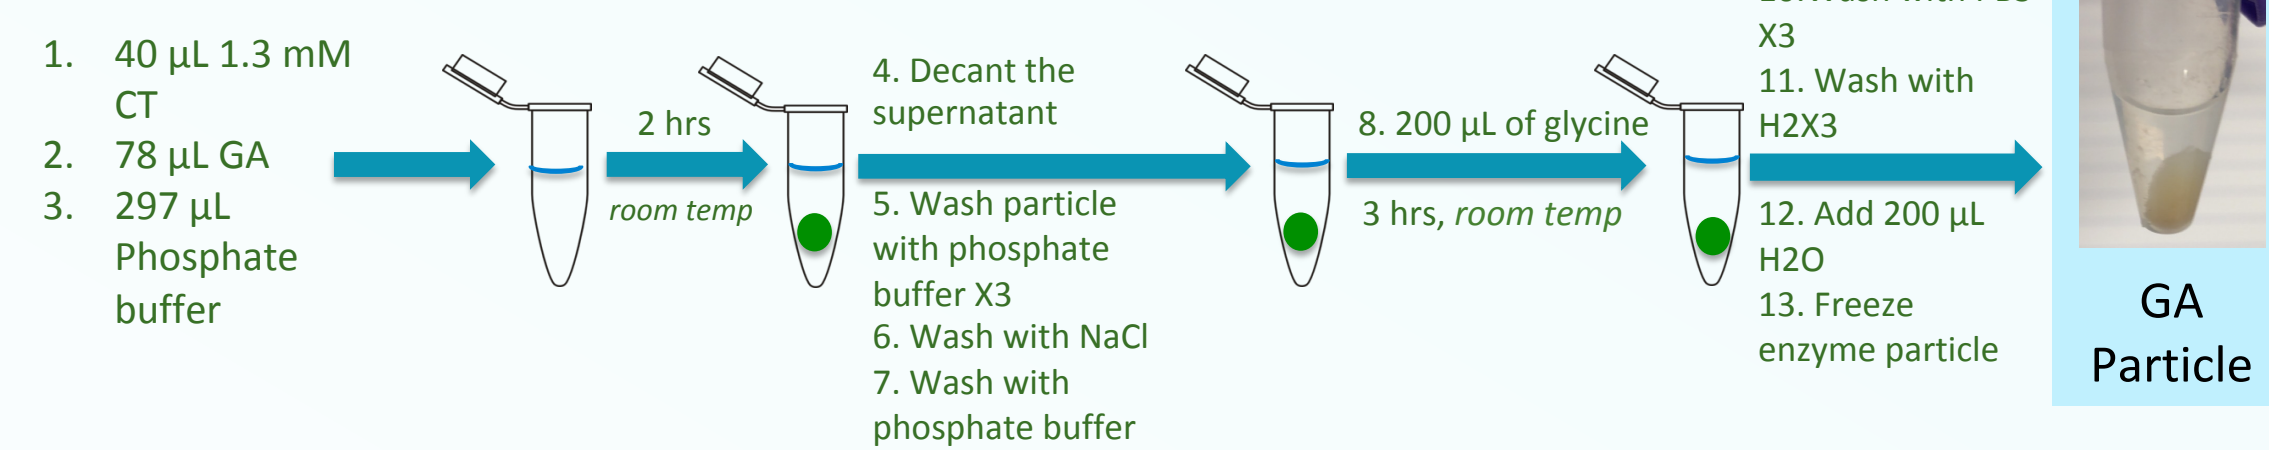 1. 40 µL 1.3 mM
CT
2. 78 µL GA
3. 297 µL
Phosphate
buffer
2 hrs
room temp
4. Decant the
supernatant
5. Wash particle
with phosphate
buffer X3
6. Wash with NaCl
7. Wash with
phosphate buffer
8. 200 µL of glycine
3 hrs, room temp
X3
11. Wash with
H2X3
12. Add 200 µL
H2O
13. Freeze
enzyme particle
GA
Particle